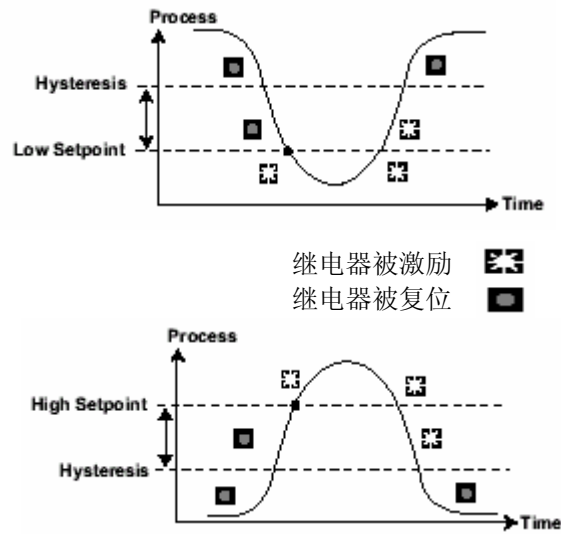 Process
Hysteresis
Low Setpoint
Time
继电器被激励
继电器被复位
Process
High Setpoint
Hysteresis
Time